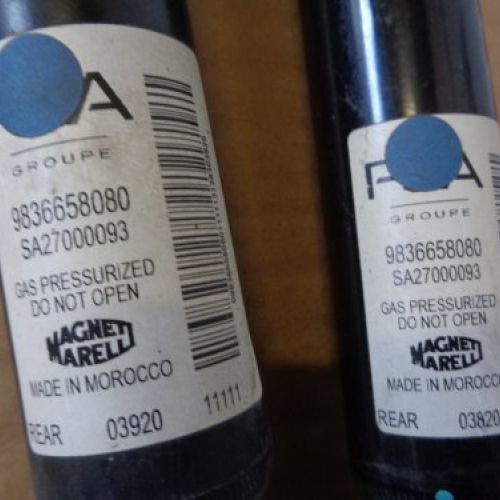 A
GROUPE
9836658080
SA27000093
GAS PRESSURIZED
DO NOT OPEN
MAGNETI
MARELLI
MADE IN MOROCCO
REAR 03920 11111
P A
GROUPE
9836658080
SA27000093
GAS PRESSURIZED
DO NOT OPEN
MAGNETI
MARELLI
MADE IN MOROCCO
REAR 03820